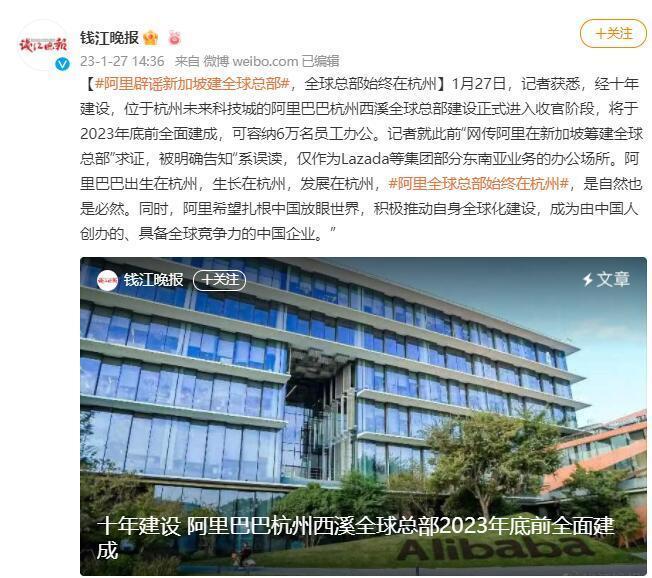 钱江晚报
钱江晚报
+关注
23-1-27 14:36 来自 微博 weibo.com 已编辑
【#阿里辟谣新加坡建全球总部#，全球总部始终在杭州】1月27日，记者获悉，经十年
建设，位于杭州未来科技城的阿里巴巴杭州西溪全球总部建设正式进入收官阶段，将于
2023年底前全面建成，可容纳6万名员工办公。记者就此前“网传阿里在新加坡筹建全球
总部”求证，被明确告知“系误读，仅作为Lazada等集团部分东南亚业务的办公场所。阿
里巴巴出生在杭州，生长在杭州，发展在杭州，#阿里全球总部始终在杭州#，是自然也
是必然。同时，阿里希望扎根中国放眼世界，积极推动自身全球化建设，成为由中国人
创办的、具备全球竞争力的中国企业。”
钱江晚报 +关注
文章
十年建设 阿里巴巴杭州西溪全球总部2023年底前全面建
成
Alibaba